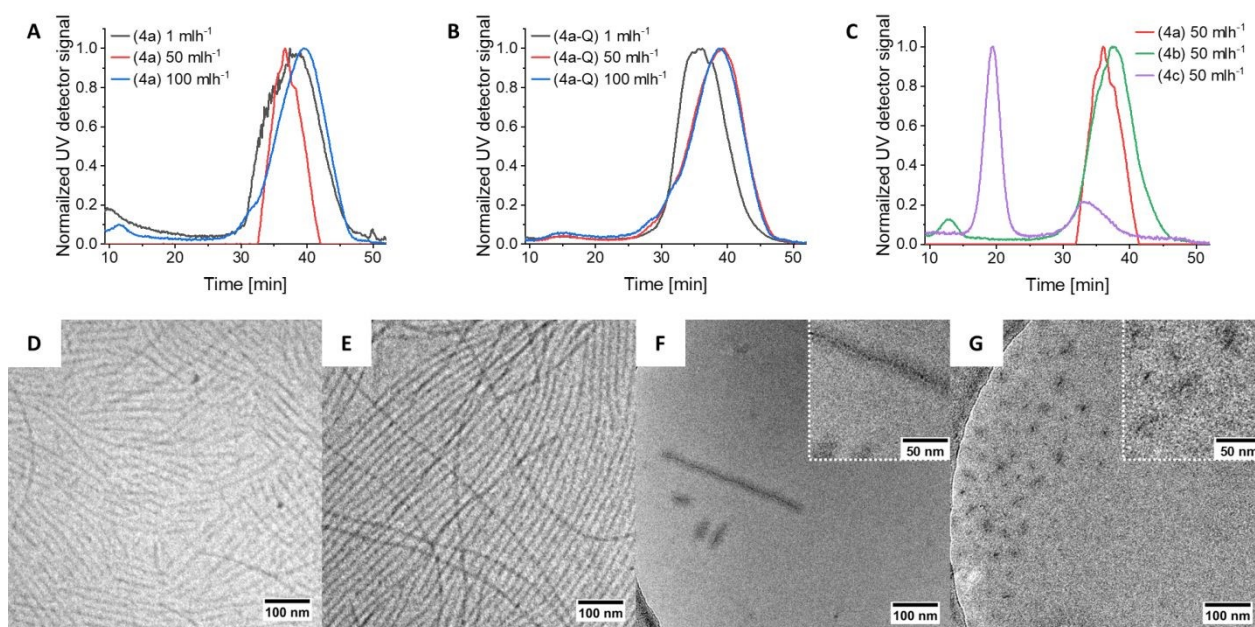 A
(4a) 1 mlh⁻¹
(4a) 50 mlh⁻¹
(4a) 100 mlh⁻¹
Normailzed UV detector signal
1.0
0.8
0.6
0.4
0.2
0.0
10 20 30 40 50
Time [min]
B
(4a-Q) 1 mlh⁻¹
(4a-Q) 50 mlh⁻¹
(4a-Q) 100 mlh⁻¹
Normailzed UV detector signal
1.0
0.8
0.6
0.4
0.2
0.0
10 20 30 40 50
Time [min]
C
(4a) 50 mlh⁻¹
(4b) 50 mlh⁻¹
(4c) 50 mlh⁻¹
Normailzed UV detector signal
1.0
0.8
0.6
0.4
0.2
0.0
10 20 30 40 50
Time [min]
D
100 nm
E
100 nm
F
50 nm
100 nm
G
50 nm
100 nm